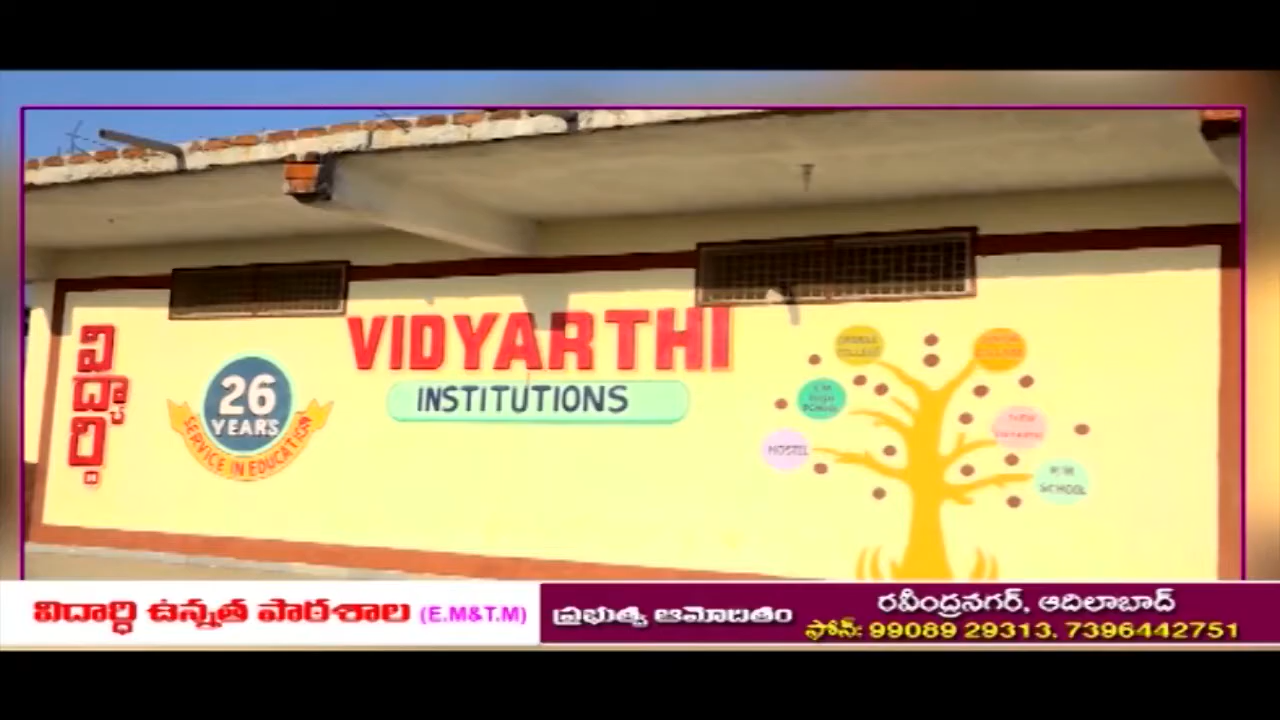 విద్యార్థి
26
YEARS
SERVICE IN EDUCATION
VIDYARTHI
INSTITUTIONS
HOSTEL
SCHOOL
విదార్థి ఉన్నత పాఠశాల (E.M&T.M)
ప్రభుత్వ ఆమోదితం
రవీంద్రనగర్, ఆదిలాబాద్
ఫోన్: 99089 29313. 7396442751